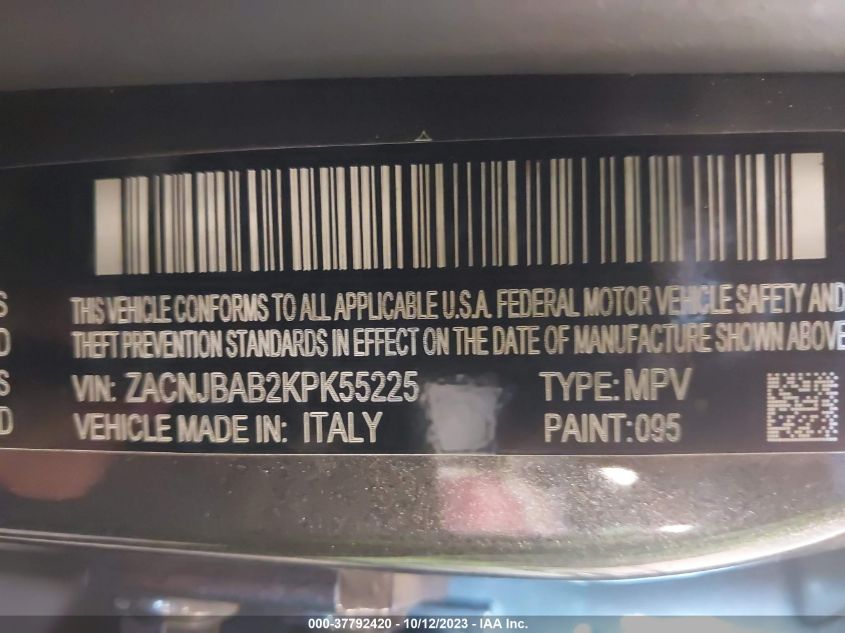 THIS VEHICLE CONFORMS TO ALL APPLICABLE U.S.A. FEDERAL MOTOR VEHICLE SAFETY AND
THEFT PREVENTION STANDARDS IN EFFECT ON THE DATE OF MANUFACTURE SHOWN ABOVE
S
D
VIN: ZACNJBAB2KPK55225 TYPE: MPV
S
VEHICLE MADE IN: ITALY PAINT: 095
D
000-37792420 - 10/12/2023 - IAA Inc.